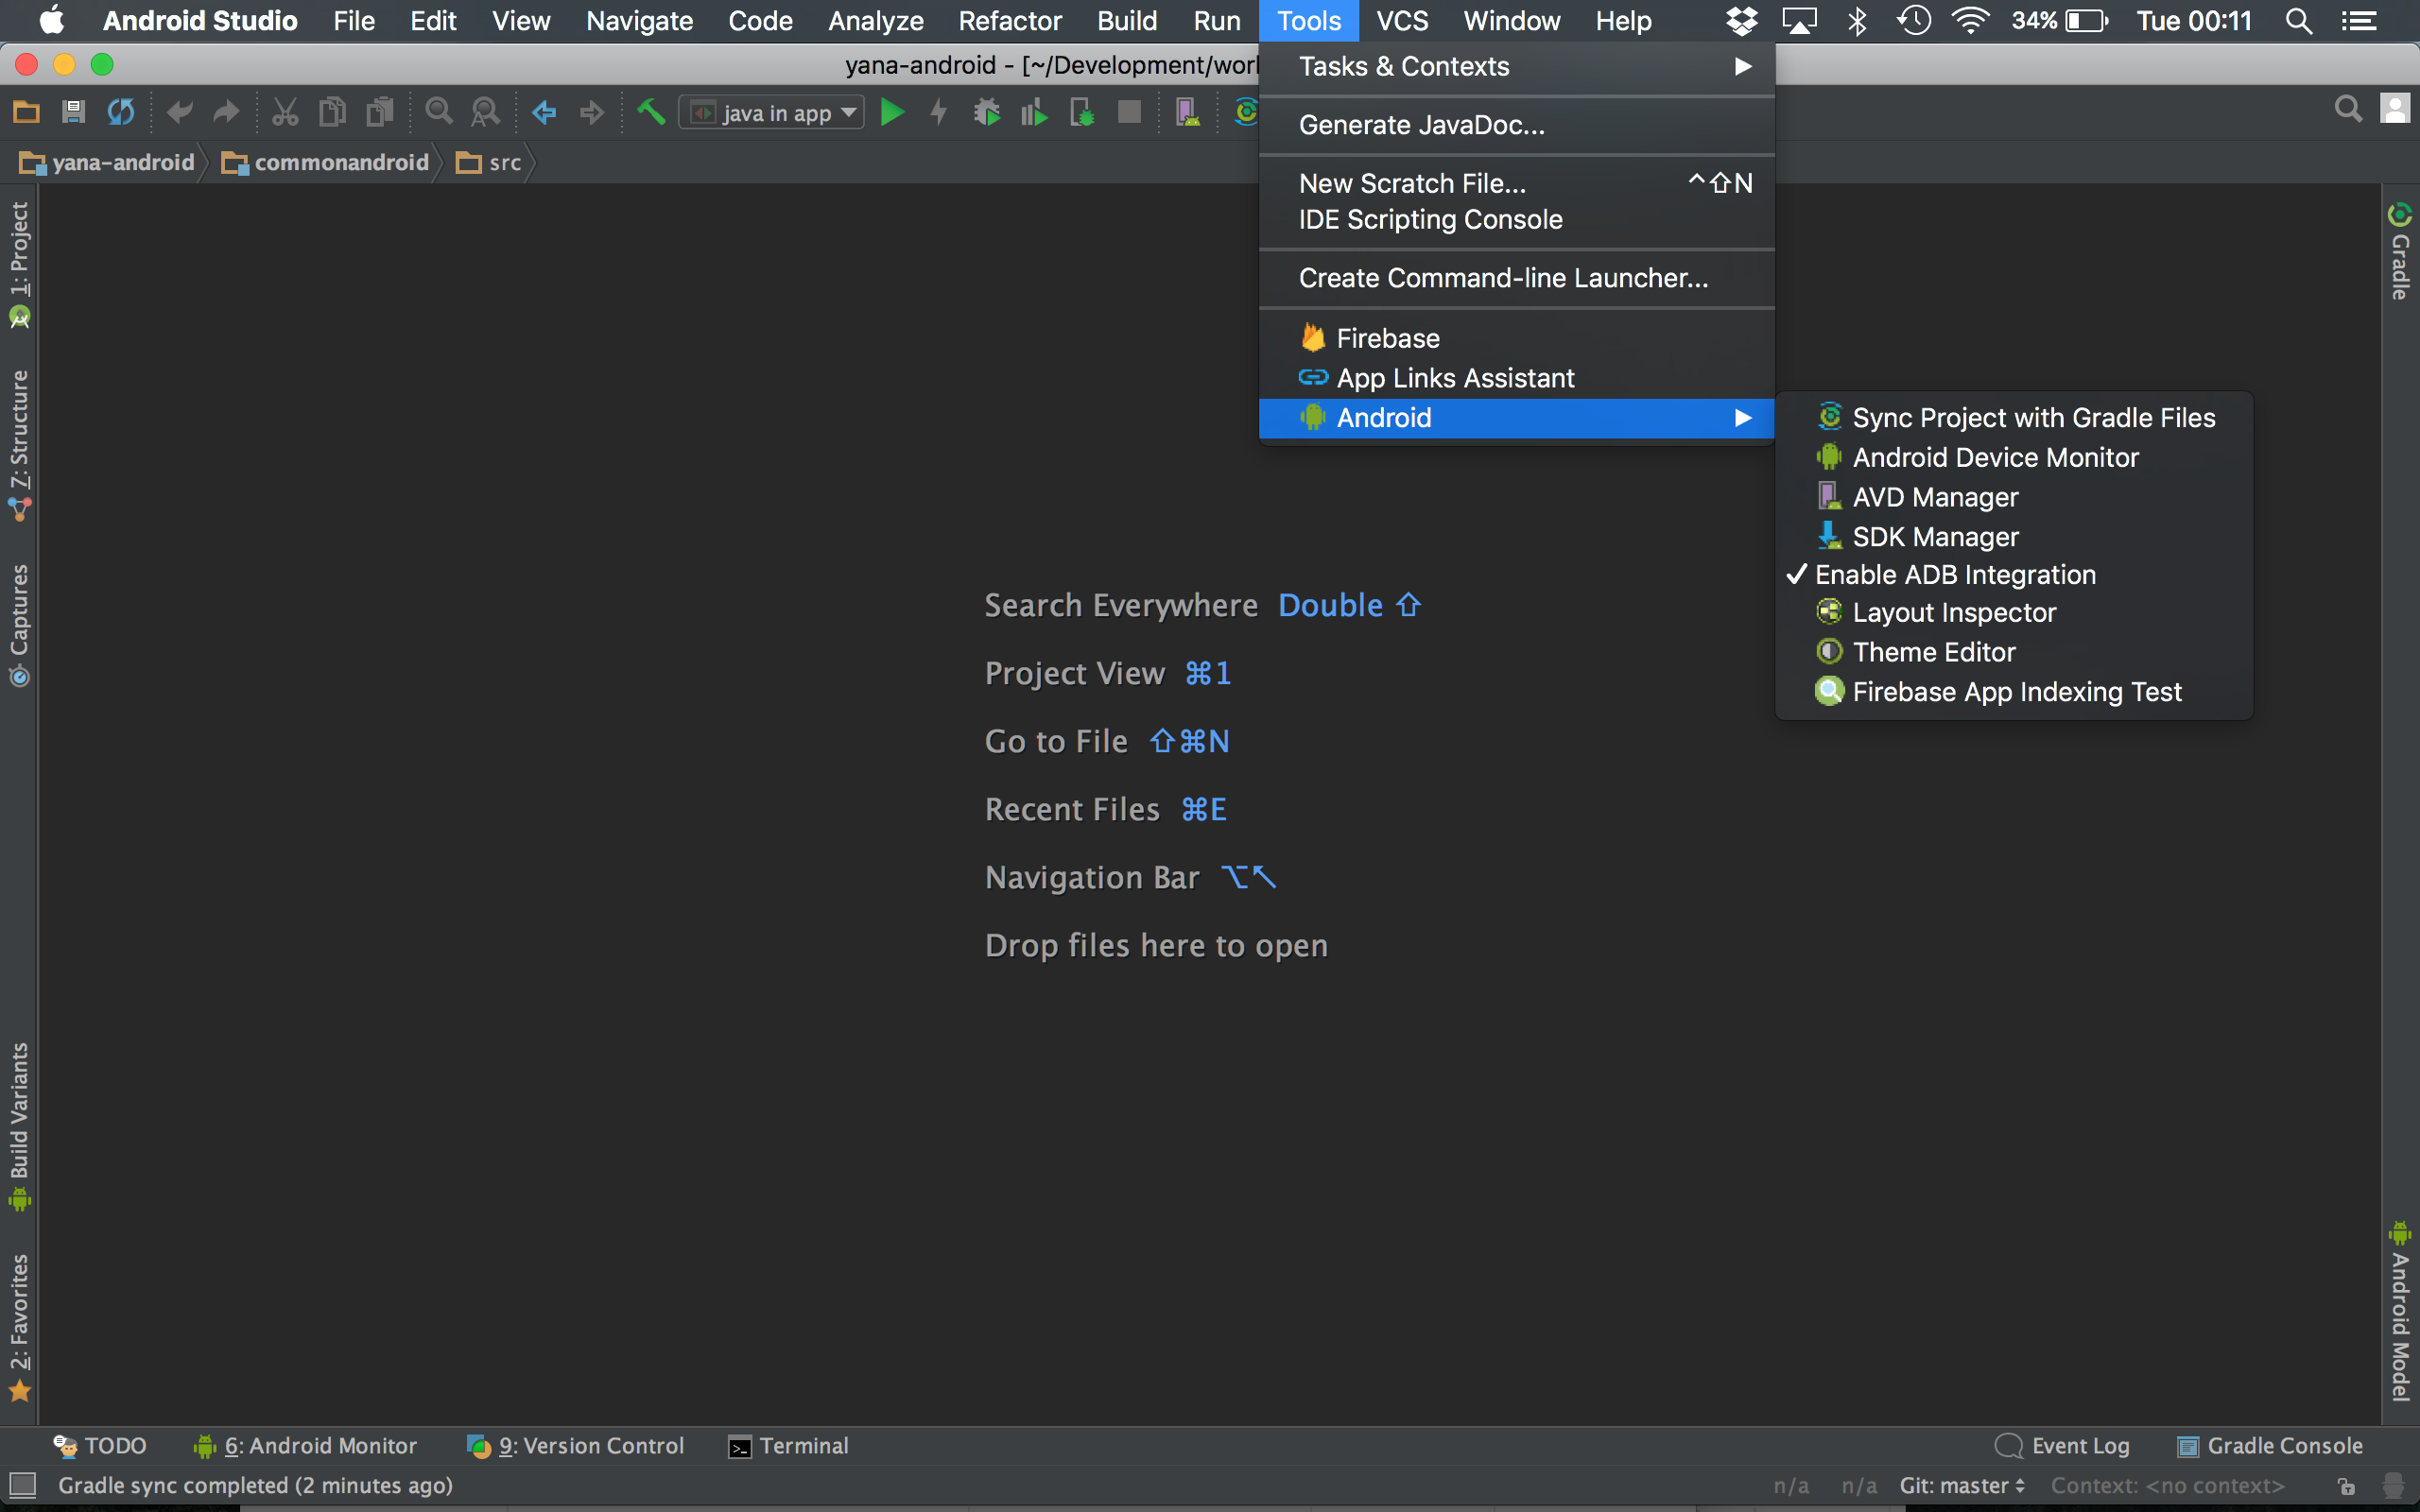 Android Studio File Edit View Navigate Code Analyze Refactor Build Run Tools VCS Window Help 34% Tue 00:11
yana-android - [~/Development/worl
java in app
yana-android commonandroid src
Tasks & Contexts
Generate JavaDoc...
New Scratch File... ^⇧N
IDE Scripting Console
Create Command-line Launcher...
Firebase
App Links Assistant
Android
Sync Project with Gradle Files
Android Device Monitor
AVD Manager
SDK Manager
✓ Enable ADB Integration
Layout Inspector
Theme Editor
Firebase App Indexing Test
1: Project
7: Structure
Captures
Build Variants
2: Favorites
Search Everywhere Double ⇧
Project View ⌘1
Go to File ⇧⌘N
Recent Files ⌘E
Navigation Bar ⌥↖
Drop files here to open
Gradle
Android Model
TODO 6: Android Monitor 9: Version Control Terminal Event Log Gradle Console
Gradle sync completed (2 minutes ago) n/a n/a Git: master Context: <no context>